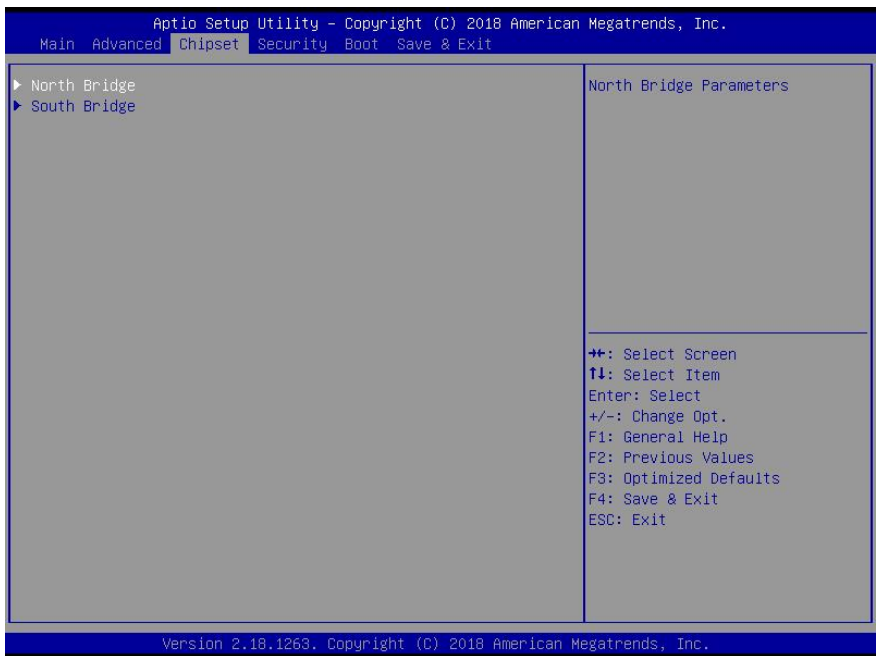 Aptio Setup Utility – Copyright (C) 2018 American Megatrends, Inc.
Main Advanced Chipset Security Boot Save & Exit
► North Bridge
► South Bridge
North Bridge Parameters
→←: Select Screen
↑↓: Select Item
Enter: Select
+/-: Change Opt.
F1: General Help
F2: Previous Values
F3: Optimized Defaults
F4: Save & Exit
ESC: Exit
Version 2.18.1263. Copyright (C) 2018 American Megatrends, Inc.